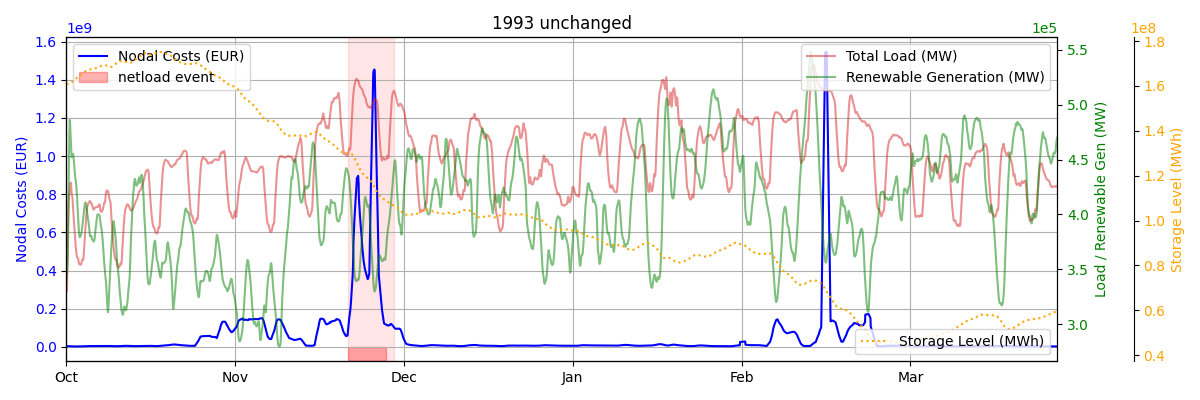 1993 unchanged
1e9
1e5
1e8
Nodal Costs (EUR)
netload event
Total Load (MW)
Renewable Generation (MW)
Storage Level (MWh)
Nodal Costs (EUR)
1.6
1.4
1.2
1.0
0.8
0.6
0.4
0.2
0.0
Oct
Nov
Dec
Jan
Feb
Mar
5.5
5.0
4.5
4.0
3.5
3.0
Load / Renewable Gen (MW)
1.8
1.6
1.4
1.2
1.0
0.8
0.6
0.4
Storage Level (MWh)